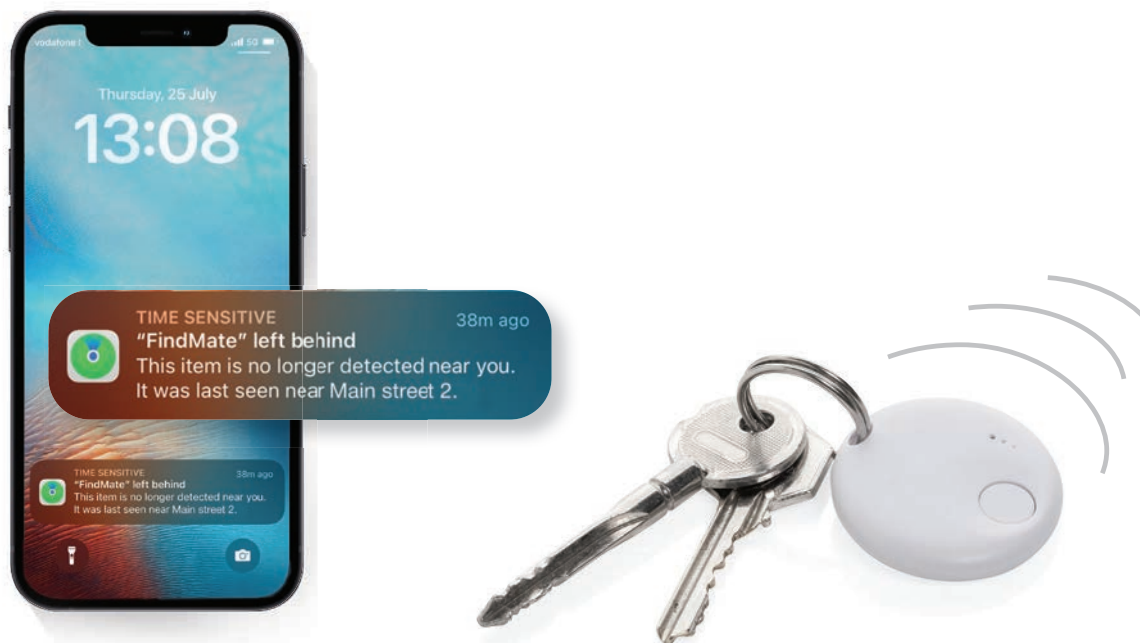 vodafone
5G
Thursday, 25 July
13:08
TIME SENSITIVE
38m ago
“FindMate” left behind
This item is no longer detected near you.
It was last seen near Main street 2.
TIME SENSITIVE
38m ago
“FindMate” left behind
This item is no longer detected near you.
It was last seen near Main street 2.